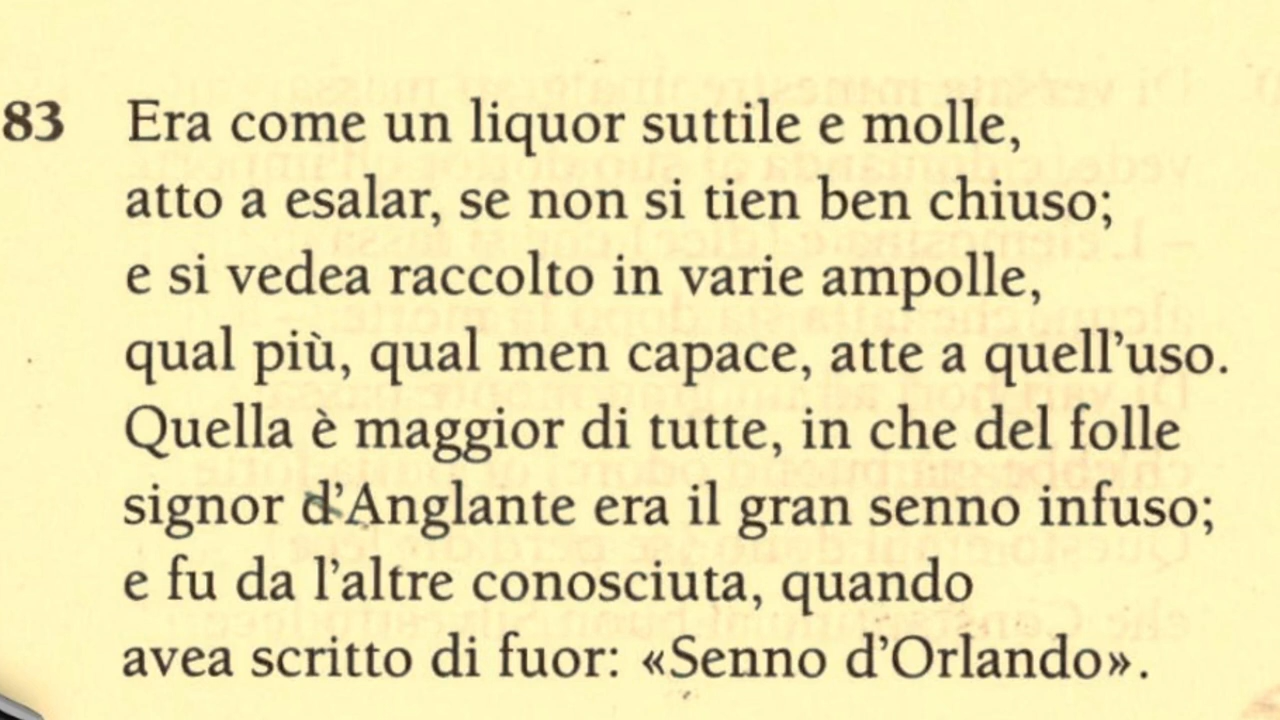 83 Era come un liquor suttile e molle,
atto a esalar, se non si tien ben chiuso;
e si vedea raccolto in varie ampolle,
qual più, qual men capace, atte a quell'uso.
Quella è maggior di tutte, in che del folle
signor d'Anglante era il gran senno infuso;
e fu da l'altre conosciuta, quando
avea scritto di fuor: «Senno d'Orlando».